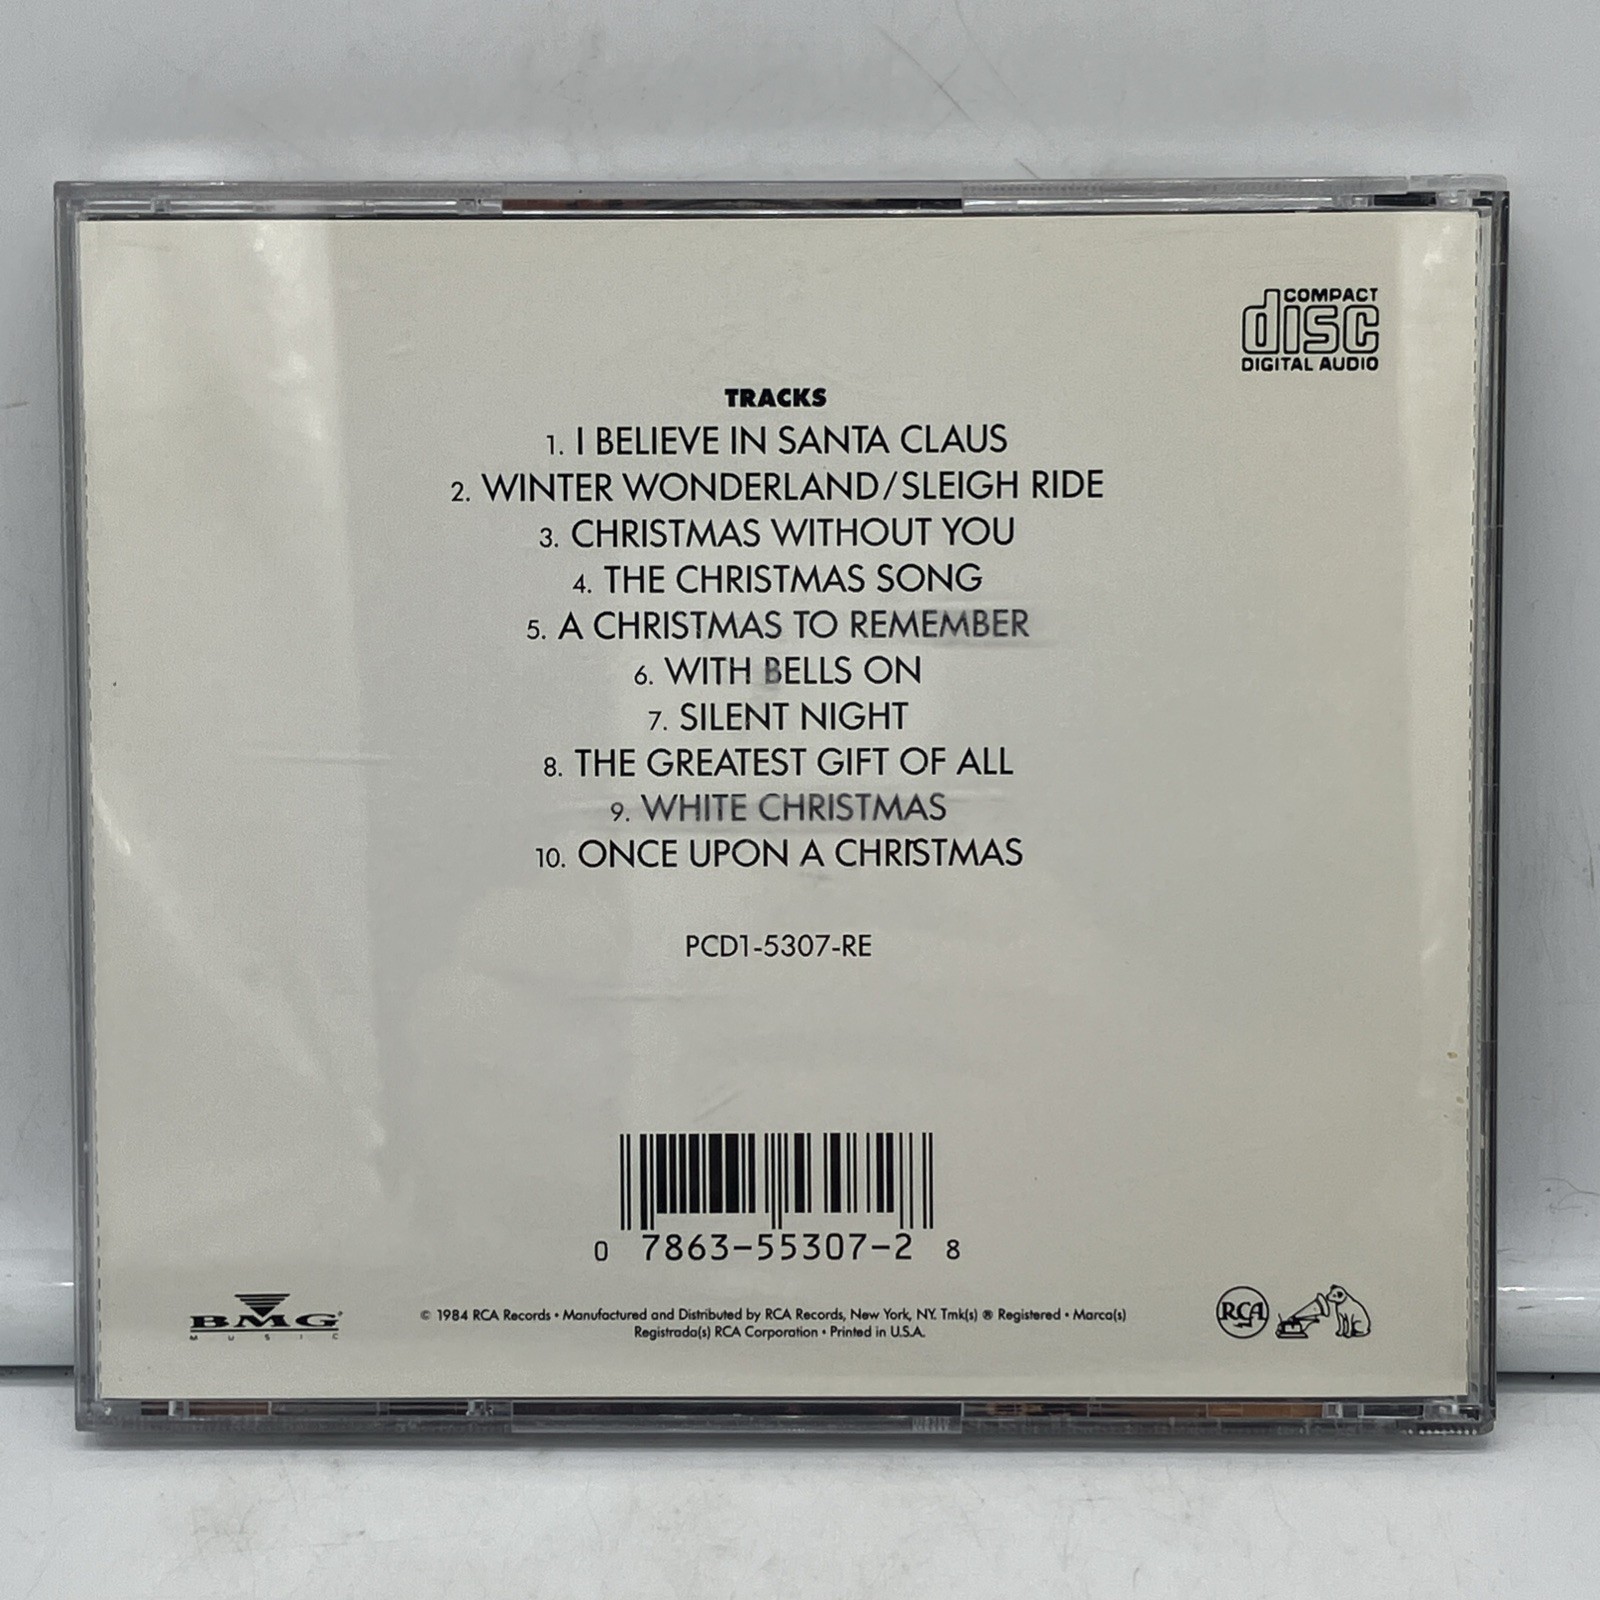 COMPACT
disc
DIGITAL AUDIO
TRACKS
1. I BELIEVE IN SANTA CLAUS
2. WINTER WONDERLAND/SLEIGH RIDE
3. CHRISTMAS WITHOUT YOU
4. THE CHRISTMAS SONG
5. A CHRISTMAS TO REMEMBER
6. WITH BELLS ON
7. SILENT NIGHT
8. THE GREATEST GIFT OF ALL
9. WHITE CHRISTMAS
10. ONCE UPON A CHRISTMAS
PCD1-5307-RE
0 7863-55307-2 8
BMG
MUSIC
© 1984 RCA Records • Manufactured and Distributed by RCA Records, New York, NY. Tmk(s) ® Registered • Marca(s)
Registrada(s) RCA Corporation • Printed in U.S.A.
RCA